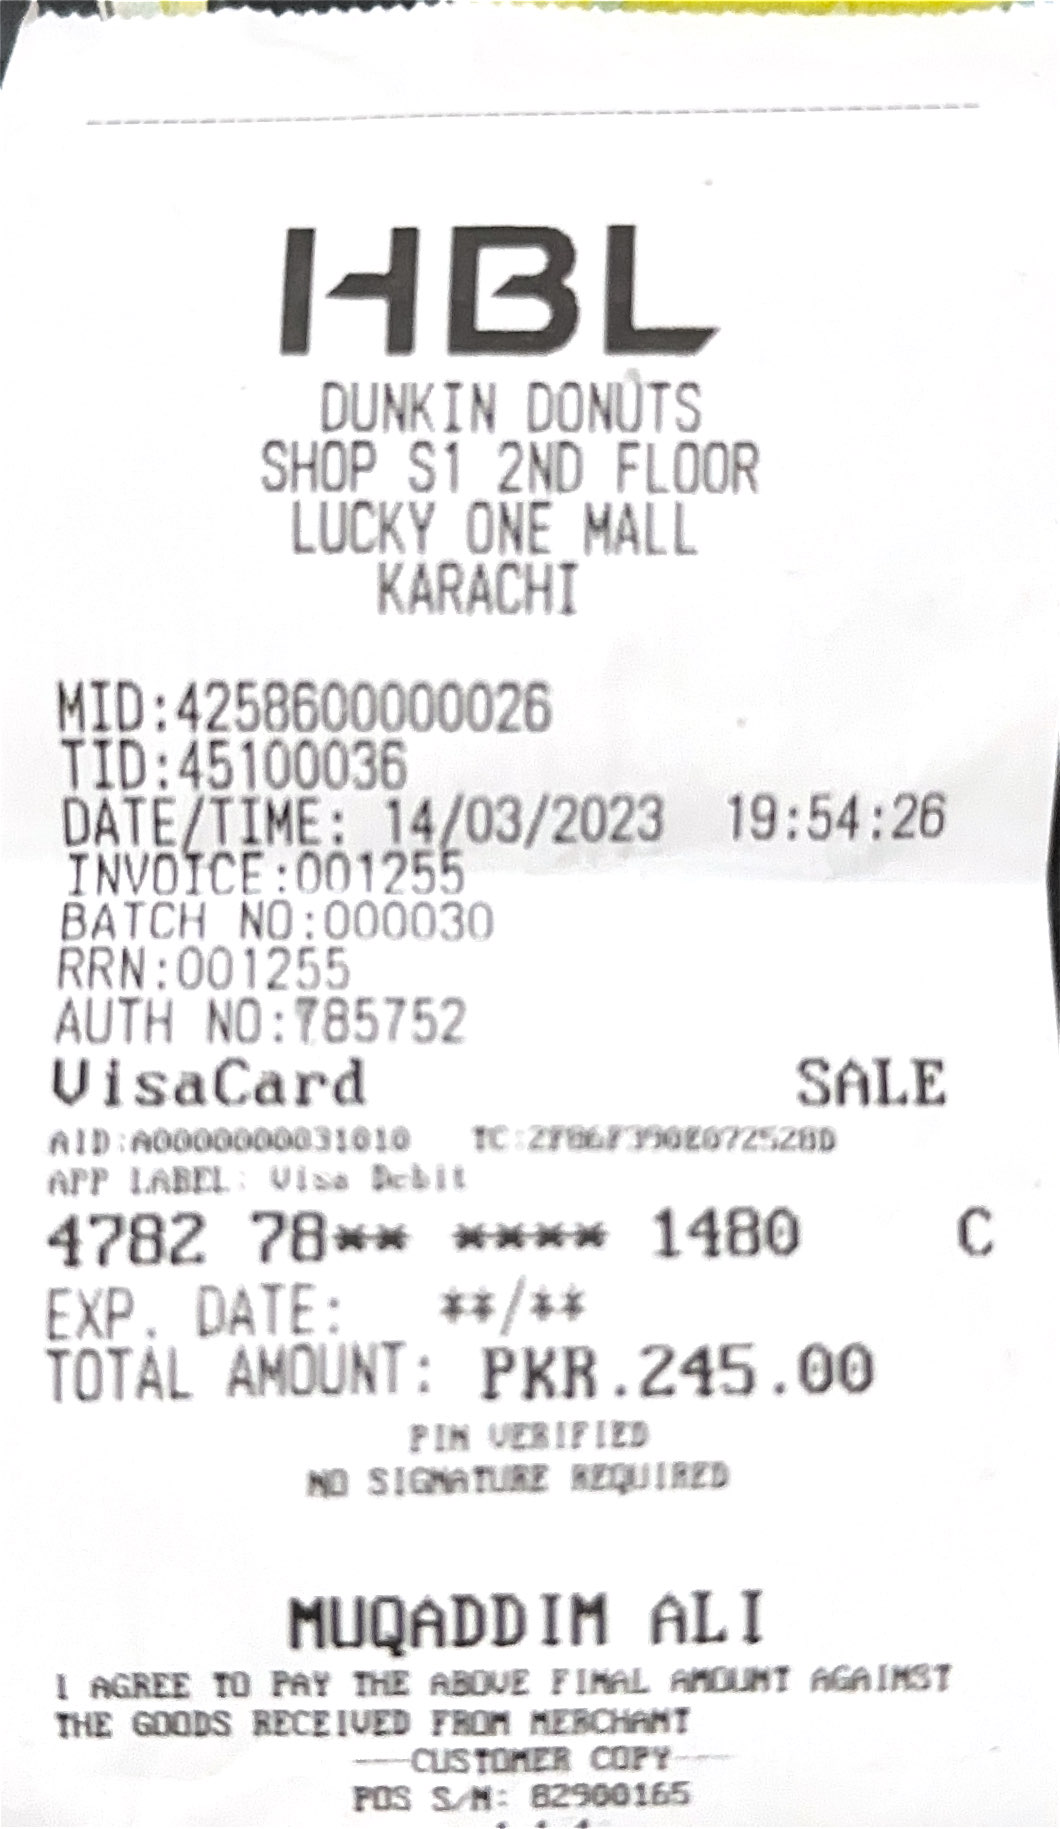 HBL
DUNKIN DONUTS
SHOP S1 2ND FLOOR
LUCKY ONE MALL
KARACHI
MID:4258600000026
TID:45100036
DATE/TIME: 14/03/2023 19:54:26
INVOICE:001255
BATCH NO:000030
RRN:001255
AUTH NO:785752
VisaCard SALE
AID:A0000000031010 TC:
APP LABEL: Visa Debit
4782 78** **** 1480 C
EXP. DATE: **/**
TOTAL AMOUNT: PKR.245.00
PIN VERIFIED
NO SIGNATURE REQUIRED
MUQADDIM ALI
I AGREE TO PAY THE ABOVE FINAL AMOUNT AGAINST
THE GOODS RECEIVED FROM MERCHANT
----CUSTOMER COPY----
POS S/N: 82900165